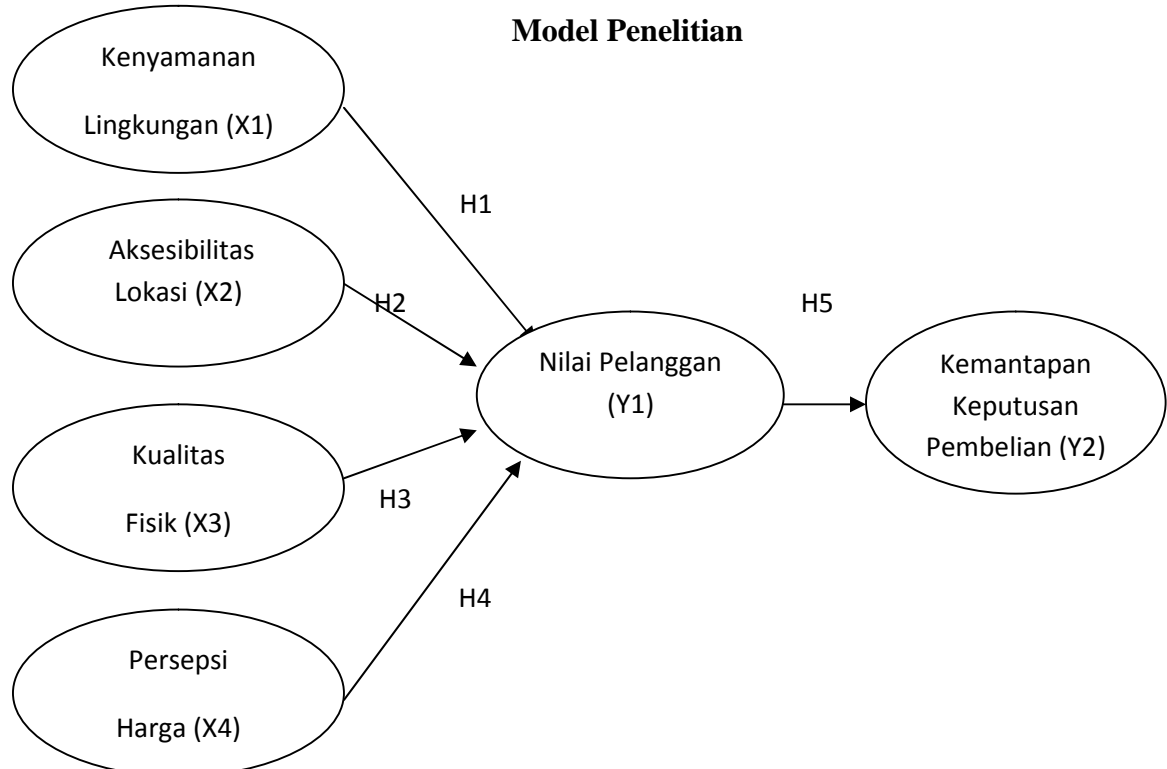 Model Penelitian
Kenyamanan
Lingkungan (X1)
H1
Aksesibilitas
Lokasi (X2)
H2
H5
Nilai Pelanggan
(Y1)
Kemantapan
Keputusan
Pembelian (Y2)
Kualitas
Fisik (X3)
H3
H4
Persepsi
Harga (X4)